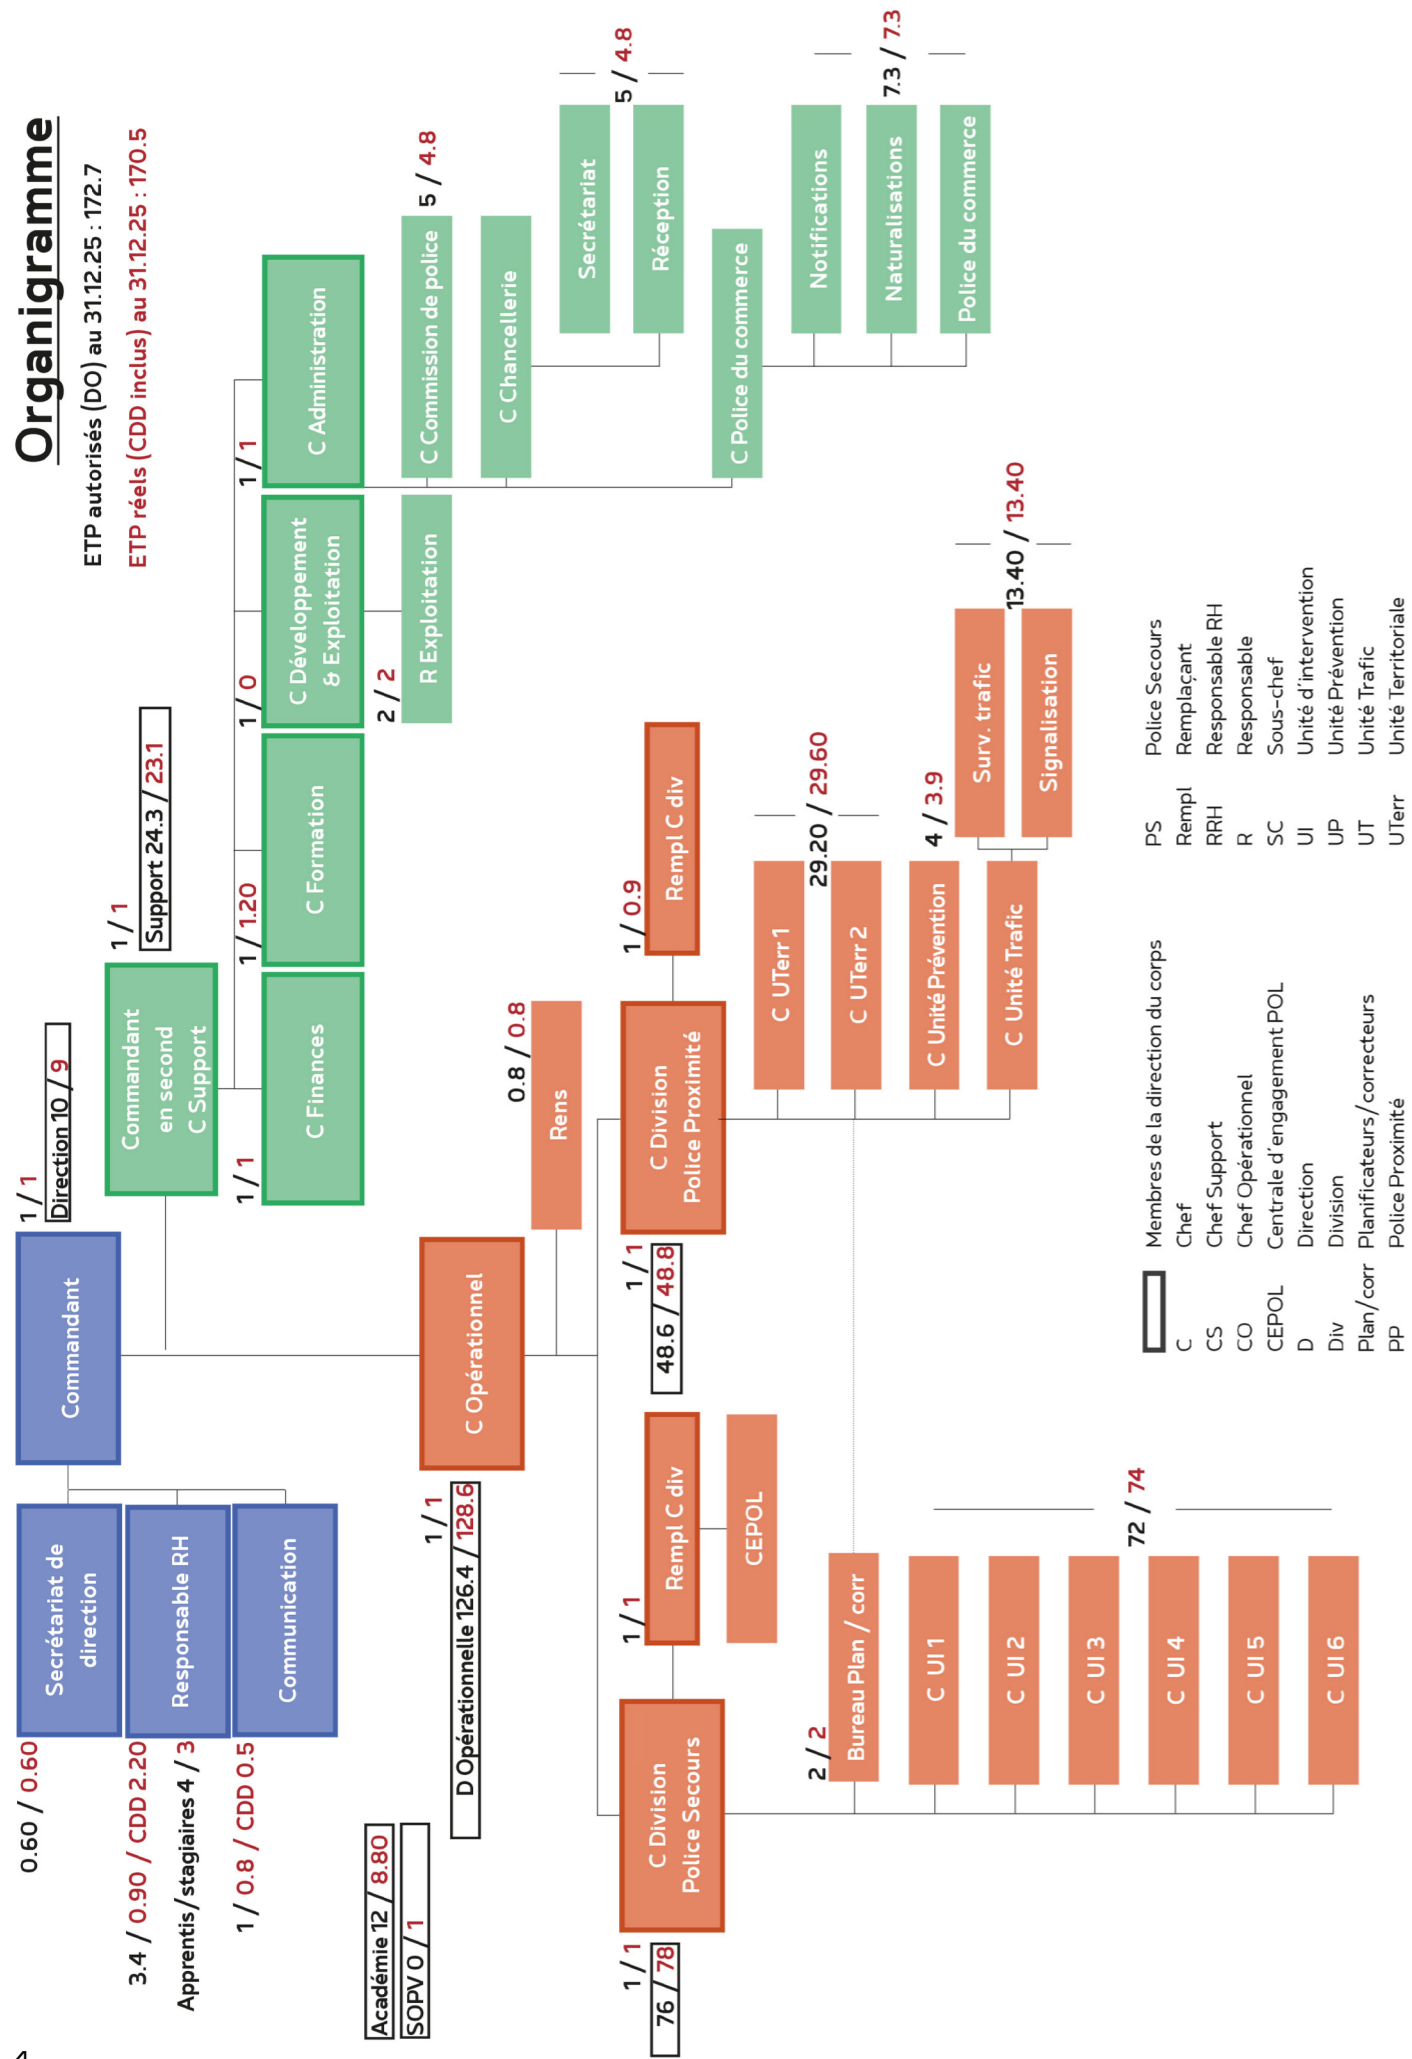 Organigramme
ETP autorisés (DO) au 31.12.25 : 172.7
ETP réels (CDD inclus) au 31.12.25 : 170.5
Commandant
1 / 1
Direction 10 / 9
Secrétariat de
direction
0.60 / 0.60
Responsable RH
3.4 / 0.90 / CDD 2.20
Apprentis/stagiaires 4 / 3
Communication
1 / 0.8 / CDD 0.5
Commandant
en second
C Support
1 / 1
Support 24.3 / 23.1
1 / 1
C Finances
1 / 1.20
C Formation
1 / 0
C Développement
& Exploitation
1 / 1
C Administration
2 / 2
R Exploitation
C Commission de police
5 / 4.8
C Chancellerie
Secrétariat
Réception
5 / 4.8
C Police du commerce
Notifications
Naturalisations
Police du commerce
7.3 / 7.3
Académie 12 / 8.80
SOPV 0 / 1
1 / 1
D Opérationnelle 126.4 / 128.6
C Opérationnel
0.8 / 0.8
Rens
1 / 1
76 / 78
C Division
Police Secours
1 / 1
Rempl C div
CEPOL
1 / 1
48.6 / 48.8
C Division
Police Proximité
1 / 0.9
Rempl C div
2 / 2
Bureau Plan / corr
C UI 1
C UI 2
C UI 3
C UI 4
C UI 5
C UI 6
72 / 74
C UTerr 1
C UTerr 2
29.20 / 29.60
C Unité Prévention
4 / 3.9
C Unité Trafic
Surv. trafic
Signalisation
13.40 / 13.40
Membres de la direction du corps
C Chef
CS Chef Support
CO Chef Opérationnel
CEPOL Centrale d'engagement POL
D Direction
Div Division
Plan/corr Planificateurs/correcteurs
PP Police Proximité
PS Police Secours
Rempl Remplaçant
RRH Responsable RH
R Responsable
SC Sous-chef
UI Unité d'intervention
UP Unité Prévention
UT Unité Trafic
UTerr Unité Territoriale